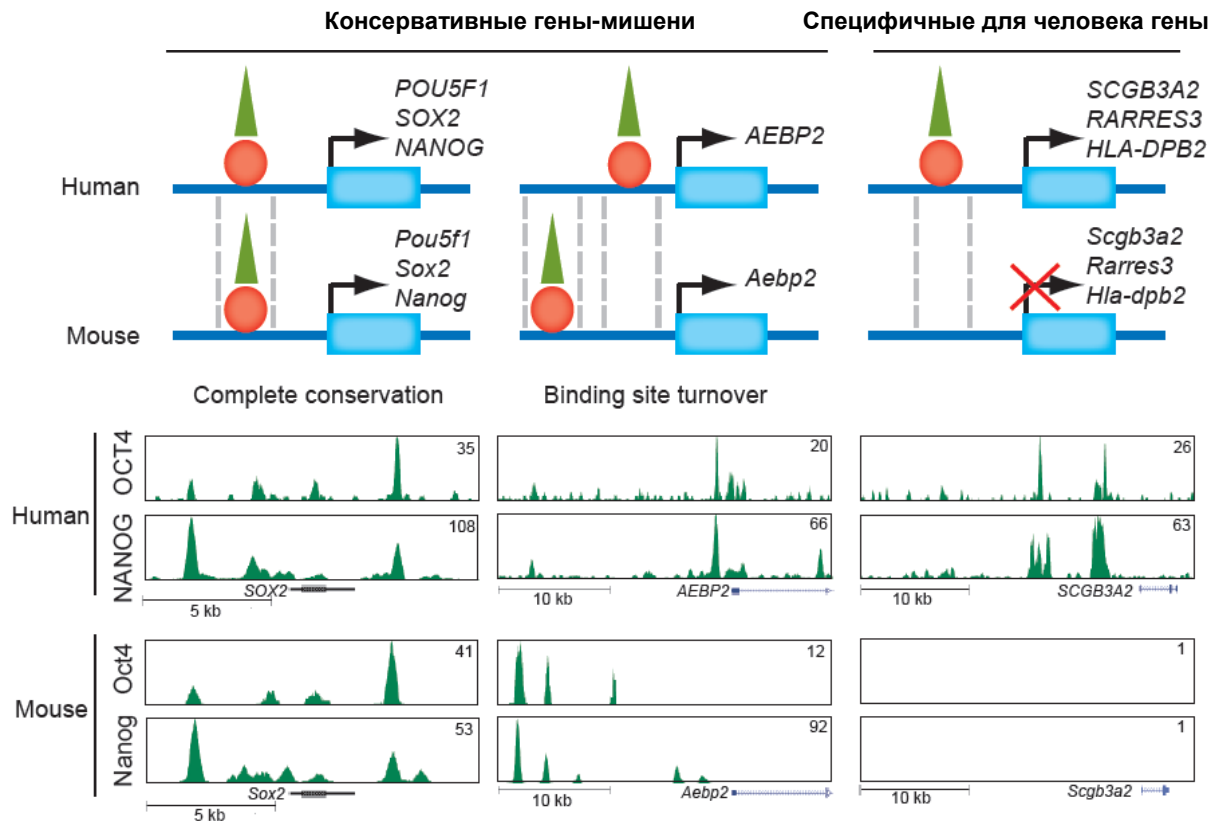 Консервативные гены-мишени
Специфичные для человека гены
POU5F1
SOX2
NANOG
AEBP2
SCGB3A2
RARRES3
HLA-DPB2
Human
Pou5f1
Sox2
Nanog
Aebp2
Scgb3a2
Rarres3
Hla-dpb2
Mouse
Complete conservation
Binding site turnover
Human
OCT4
35
20
26
NANOG
108
66
63
5 kb
SOX2
10 kb
AEBP2
10 kb
SCGB3A2
Mouse
Oct4
41
12
1
Nanog
53
92
1
5 kb
Sox2
10 kb
Aebp2
10 kb
Scgb3a2